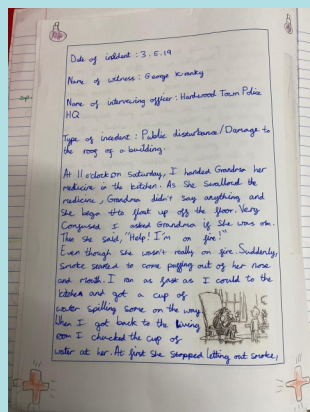 Date of incident : 3.5.19
Name of witness : George Kranky
Name of intervening officer : Hardwood Town Police
HQ
Type of incedent : Public disturbance/Damage to
the roof of a building.
At 11 o'clock on Saturday, I handed Grandma her
medicine in the kitchen. As she swallowed the
medicine, Grandma didn't say anything and
she began to float up off the floor. Very
Confused I asked Grandma if she was ok.
Then she said, "Help! I'm on fire!"
Even though she wasn't really on fire. Suddenly,
smoke started to come puffing out of her nose
and mouth. I ran as fast as I could to the
kitchen and got a cup of
water spilling some on the way
When I got back to the living
room I chucked the cup of
water at her. At first she stopped letting out smoke,